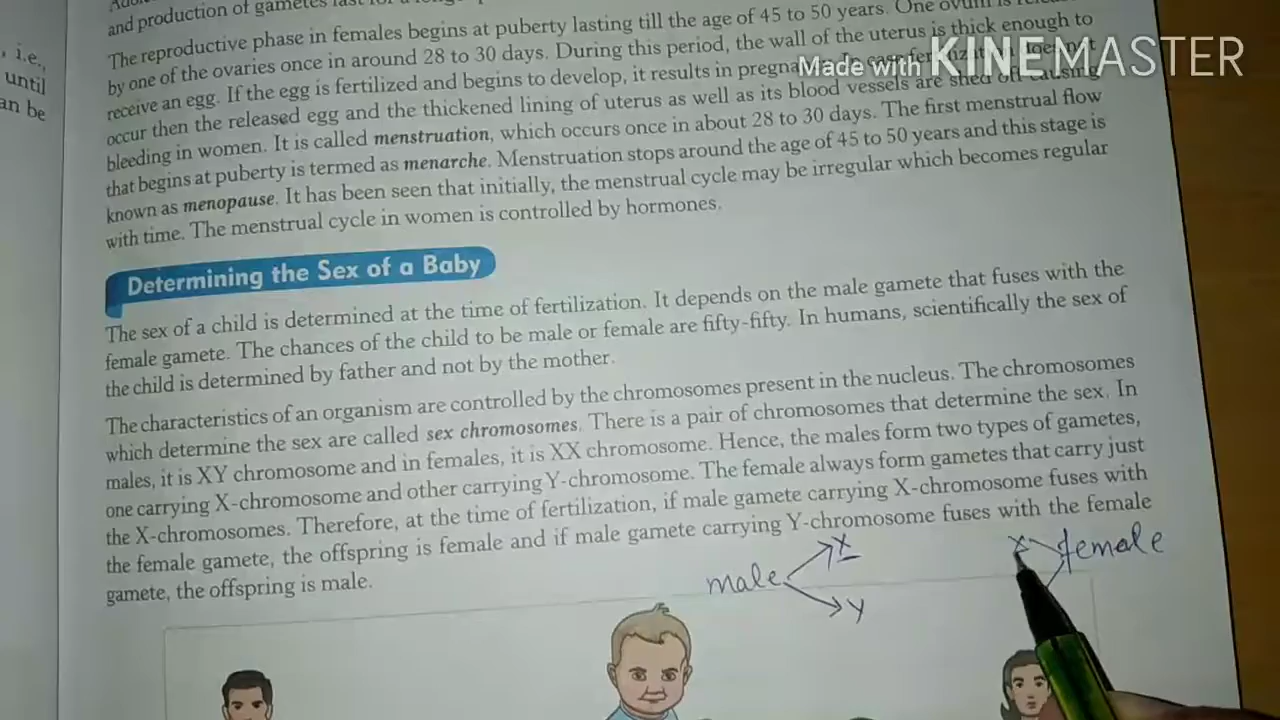 and production of gametes last for a
The reproductive phase in females begins at puberty lasting till the age of 45 to 50 years. One ovum is
by one of the ovaries once in around 28 to 30 days. During this period, the wall of the uterus is thick enough to
receive an egg. If the egg is fertilized and begins to develop, it results in
occur then the released egg and the thickened lining of uterus as well as its blood vessels are shed off causing
bleeding in women. It is called menstruation, which occurs once in about 28 to 30 days. The first menstrual flow
that begins at puberty is termed as menarche. Menstruation stops around the age of 45 to 50 years and this stage is
known as menopause. It has been seen that initially, the menstrual cycle may be irregular which becomes regular
with time. The menstrual cycle in women is controlled by hormones.
Made with KINEMASTER
i.e.,
until
an be
Determining the Sex of a Baby
The sex of a child is determined at the time of fertilization. It depends on the male gamete that fuses with the
female gamete. The chances of the child to be male or female are fifty-fifty. In humans, scientifically the sex of
the child is determined by father and not by the mother.
The characteristics of an organism are controlled by the chromosomes present in the nucleus. The chromosomes
which determine the sex are called sex chromosomes. There is a pair of chromosomes that determine the sex. In
males, it is XY chromosome and in females, it is XX chromosome. Hence, the males form two types of gametes,
one carrying X-chromosome and other carrying Y-chromosome. The female always form gametes that carry just
the X-chromosomes. Therefore, at the time of fertilization, if male gamete carrying X-chromosome fuses with
the female gamete, the offspring is female and if male gamete carrying Y-chromosome fuses with the female
gamete, the offspring is male.
male X
Y
X female